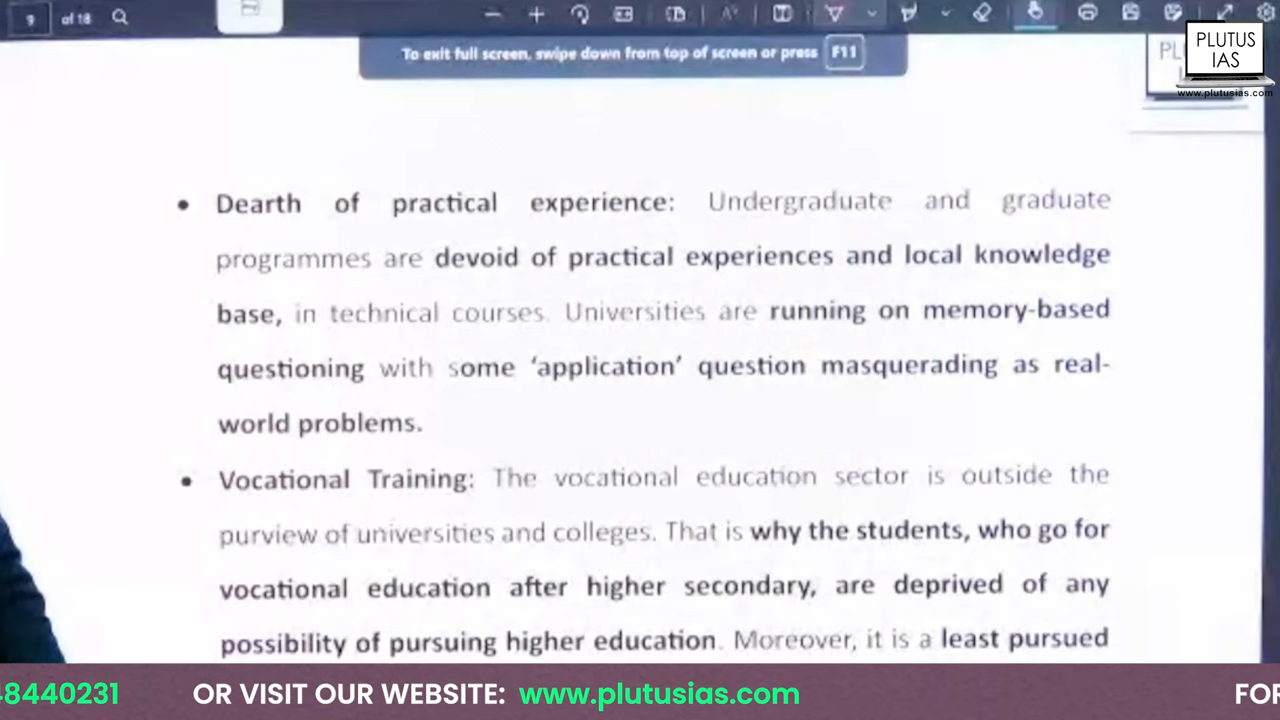 9 of 18
To exit full screen, swipe down from top of screen or press F11
PLUTUS
IAS
www.plutusias.com
• Dearth of practical experience: Undergraduate and graduate
programmes are devoid of practical experiences and local knowledge
base, in technical courses. Universities are running on memory-based
questioning with some ‘application’ question masquerading as real-
world problems.
• Vocational Training: The vocational education sector is outside the
purview of universities and colleges. That is why the students, who go for
vocational education after higher secondary, are deprived of any
possibility of pursuing higher education. Moreover, it is a least pursued
48440231 OR VISIT OUR WEBSITE: www.plutusias.com FOR